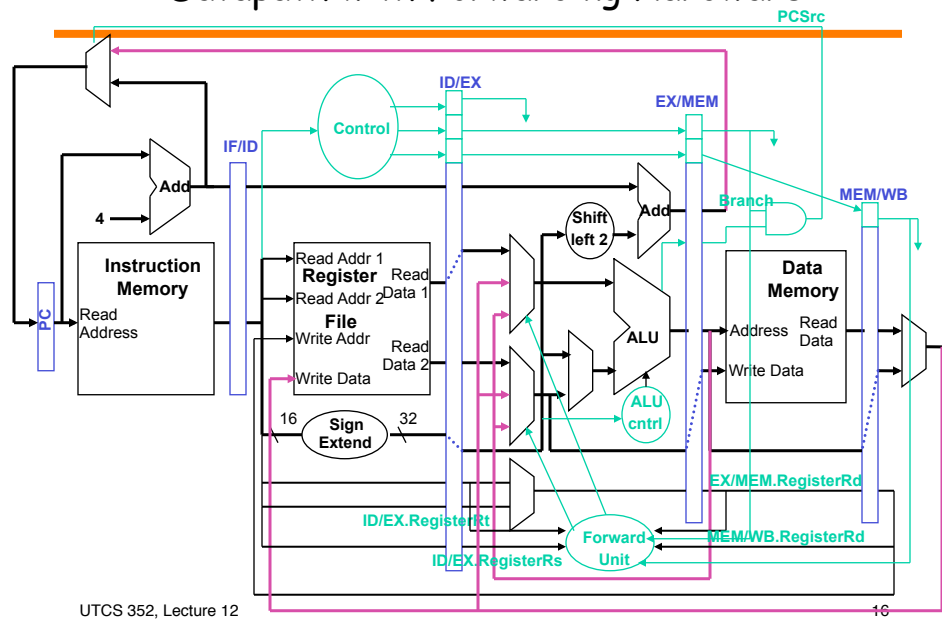 PCSrc
ID/EX
EX/MEM
Control
IF/ID
Add
4
Shift
left 2
Add
Branch
MEM/WB
Instruction
Memory
Read
Address
PC
Read Addr 1
Register
Read Addr 2
File
Write Addr
Write Data
Read
Data 1
Read
Data 2
ALU
Data
Memory
Address
Read
Data
Write Data
16
Sign
Extend
32
ALU
cntrl
EX/MEM.RegisterRd
ID/EX.RegisterRt
Forward
Unit
MEM/WB.RegisterRd
ID/EX.RegisterRs
UTCS 352, Lecture 12
16